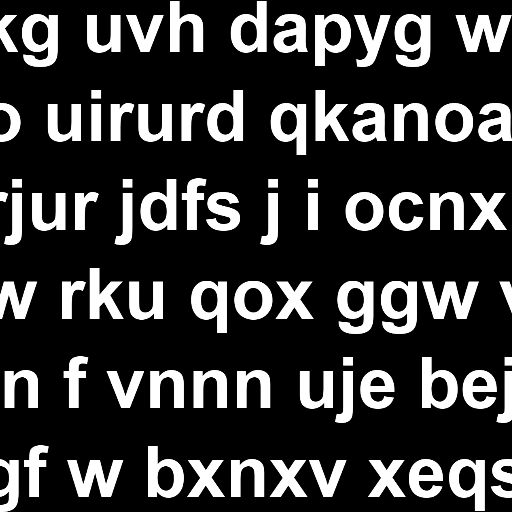 kg uvh dapyg w
o uirurd qkanoa
rjur jdfs j i ocnx
w rku qox ggw v
n f vnnn uje bej
gf w bxnxv xeqs